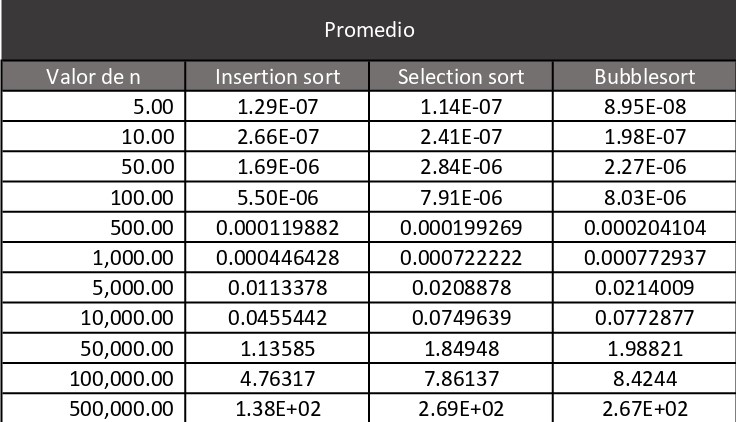 Promedio
Valor de n Insertion sort Selection sort Bubblesort
5.00 1.29E-07 1.14E-07 8.95E-08
10.00 2.66E-07 2.41E-07 1.98E-07
50.00 1.69E-06 2.84E-06 2.27E-06
100.00 5.50E-06 7.91E-06 8.03E-06
500.00 0.000119882 0.000199269 0.000204104
1,000.00 0.000446428 0.000722222 0.000772937
5,000.00 0.0113378 0.0208878 0.0214009
10,000.00 0.0455442 0.0749639 0.0772877
50,000.00 1.13585 1.84948 1.98821
100,000.00 4.76317 7.86137 8.4244
500,000.00 1.38E+02 2.69E+02 2.67E+02